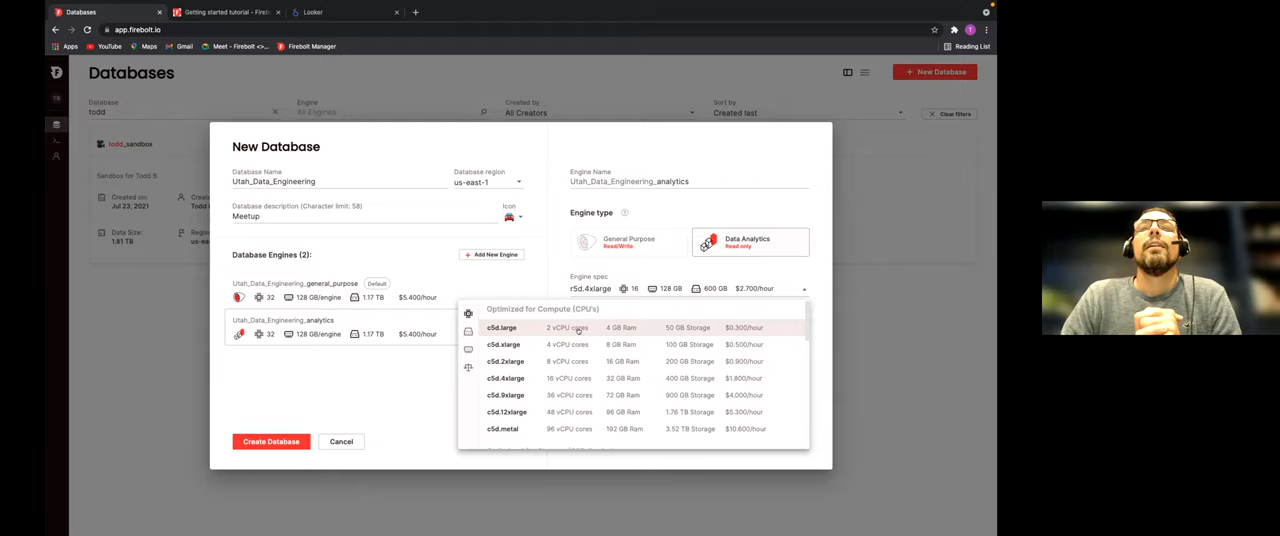 Databases
Getting started tutorial - Firebo
Looker
app.firebolt.io
Apps
YouTube
Maps
Gmail
Meet - Firebolt <>...
Firebolt Manager
Reading List
TB
Databases
+ New Database
Database
Engine
Created by
Sort by
todd
All Engines
All Creators
Created last
Clear filters
todd_sandbox
Sandbox for Todd B
Created on:
Jul 23, 2021
Data Size:
1.81 TB
New Database
Database Name
Utah_Data_Engineering
Database region
us-east-1
Database description (Character limit: 58)
Meetup
Icon
Database Engines (2):
+ Add New Engine
Utah_Data_Engineering_general_purpose
Default
32
128 GB/engine
1.17 TB
$5.400/hour
Utah_Data_Engineering_analytics
32
128 GB/engine
1.17 TB
$5.400/hour
Create Database
Cancel
Engine Name
Utah_Data_Engineering_analytics
Engine type
General Purpose
Read/Write
Data Analytics
Read only
Engine spec
r5d.4xlarge 16 128 GB 600 GB $2.700/hour
Optimized for Compute (CPU's)
c5d.large 2 vCPU cores 4 GB Ram 50 GB Storage $0.300/hour
c5d.xlarge 4 vCPU cores 8 GB Ram 100 GB Storage $0.500/hour
c5d.2xlarge 8 vCPU cores 16 GB Ram 200 GB Storage $0.900/hour
c5d.4xlarge 16 vCPU cores 32 GB Ram 400 GB Storage $1.800/hour
c5d.9xlarge 36 vCPU cores 72 GB Ram 900 GB Storage $4.000/hour
c5d.12xlarge 48 vCPU cores 96 GB Ram 1.76 TB Storage $5.300/hour
c5d.metal 96 vCPU cores 192 GB Ram 3.52 TB Storage $10.600/hour